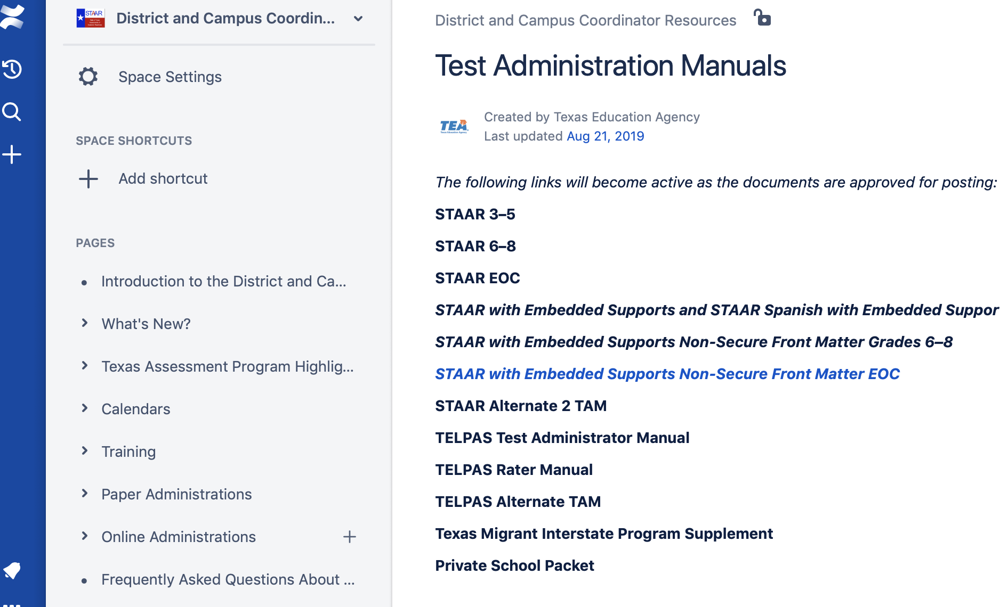 STAAR
District and Campus Coordin...
Space Settings
SPACE SHORTCUTS
Add shortcut
PAGES
Introduction to the District and Ca...
What's New?
Texas Assessment Program Highlig...
Calendars
Training
Paper Administrations
Online Administrations
Frequently Asked Questions About ...
District and Campus Coordinator Resources
Test Administration Manuals
TEA
Texas Education Agency
Created by Texas Education Agency
Last updated Aug 21, 2019
The following links will become active as the documents are approved for posting:
STAAR 3–5
STAAR 6–8
STAAR EOC
STAAR with Embedded Supports and STAAR Spanish with Embedded Suppor
STAAR with Embedded Supports Non-Secure Front Matter Grades 6–8
STAAR with Embedded Supports Non-Secure Front Matter EOC
STAAR Alternate 2 TAM
TELPAS Test Administrator Manual
TELPAS Rater Manual
TELPAS Alternate TAM
Texas Migrant Interstate Program Supplement
Private School Packet